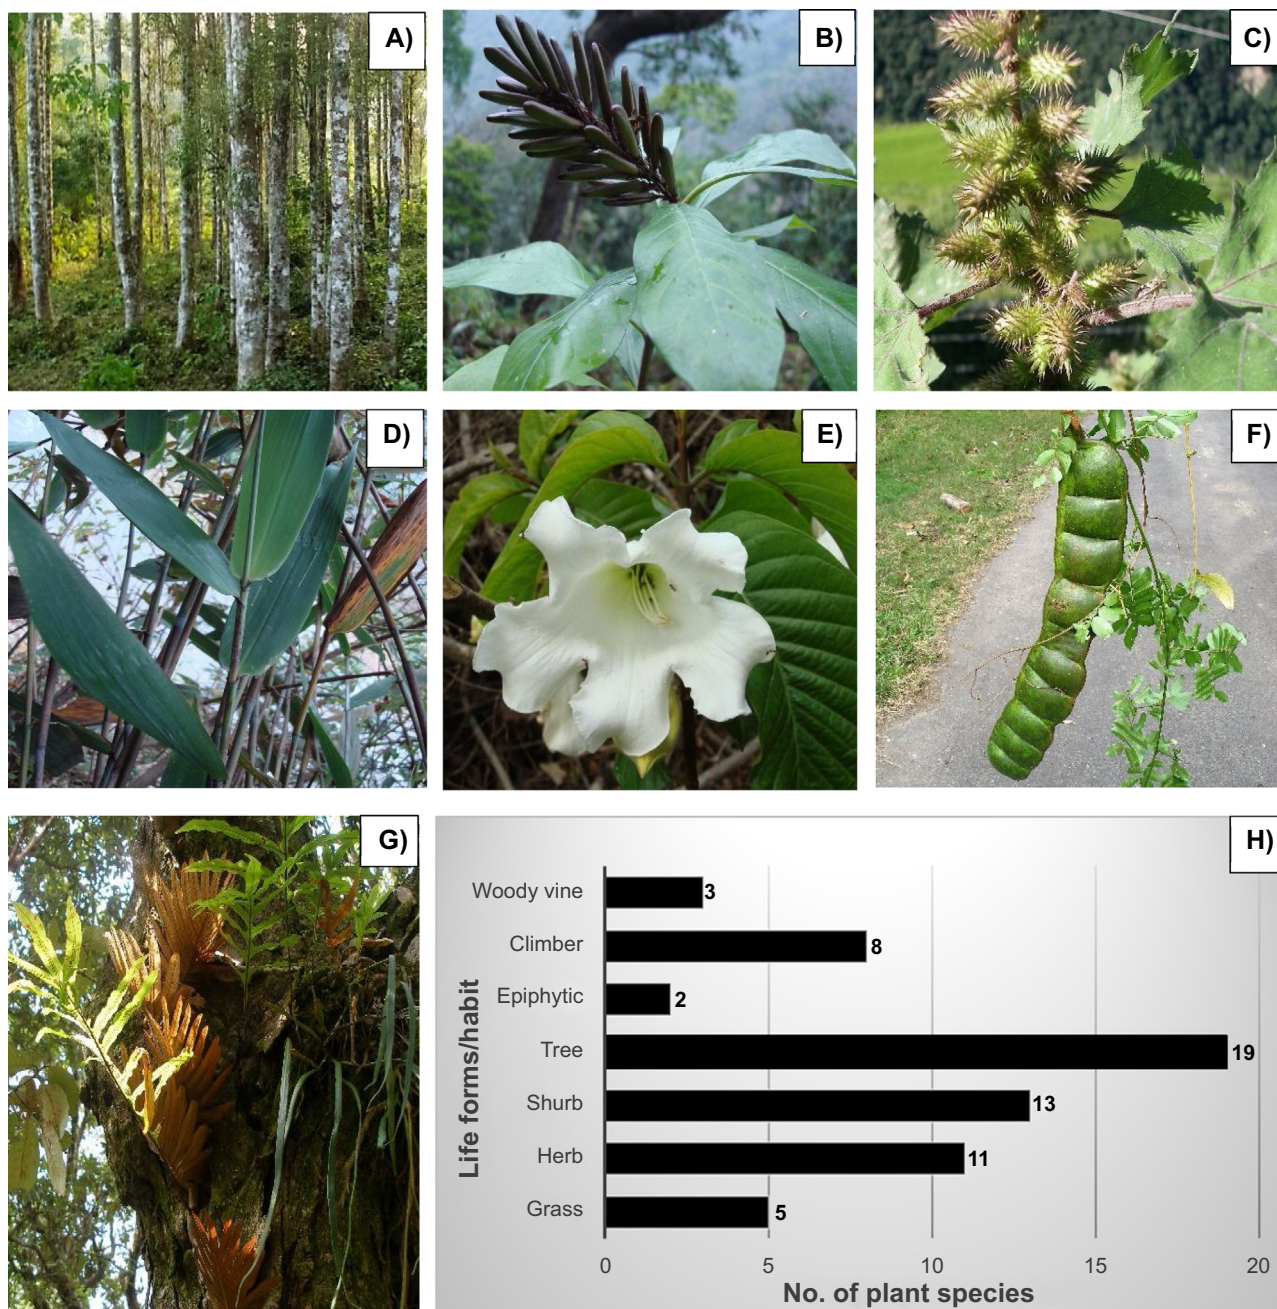 A)
B)
C)
D)
E)
F)
G)
H)
Life forms/habit
Woody vine
3
Climber
8
Epiphytic
2
Tree
19
Shurb
13
Herb
11
Grass
5
0 5 10 15 20
No. of plant species